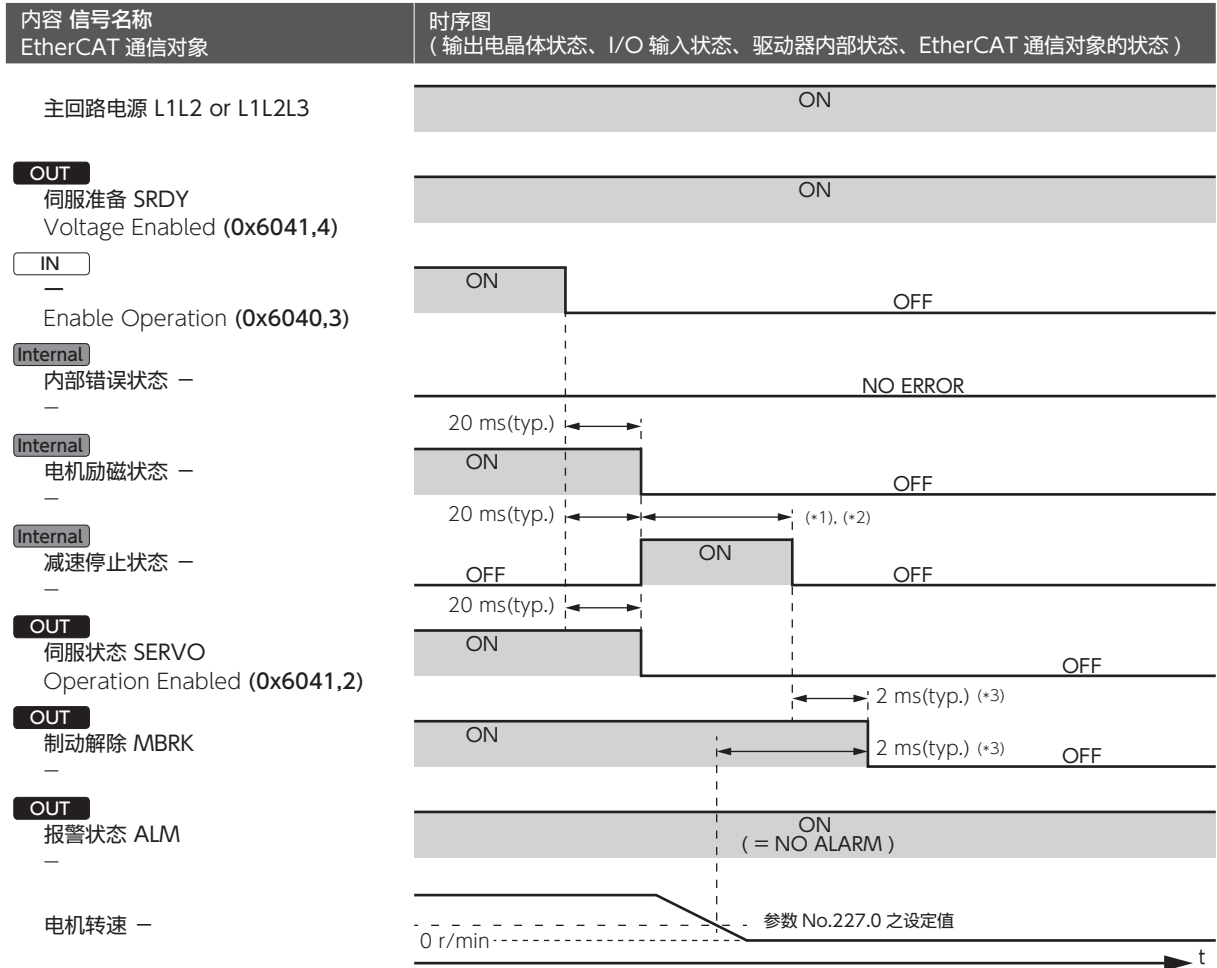 内容 信号名称
EtherCAT 通信对象
时序图
( 输出电晶体状态、I/O 输入状态、驱动器内部状态、EtherCAT 通信对象的状态 )
主回路电源 L1L2 or L1L2L3
ON
OUT
伺服准备 SRDY
Voltage Enabled (0x6041,4)
ON
IN
—
Enable Operation (0x6040,3)
ON
OFF
Internal
内部错误状态 －
－
NO ERROR
20 ms(typ.)
Internal
电机励磁状态 －
－
ON
OFF
20 ms(typ.)
(*1), (*2)
Internal
减速停止状态 －
－
OFF
ON
OFF
20 ms(typ.)
OUT
伺服状态 SERVO
Operation Enabled (0x6041,2)
ON
OFF
2 ms(typ.) (*3)
OUT
制动解除 MBRK
－
ON
2 ms(typ.) (*3)
OFF
OUT
报警状态 ALM
－
ON
( = NO ALARM )
电机转速 －
参数 No.227.0 之设定值
0 r/min
t